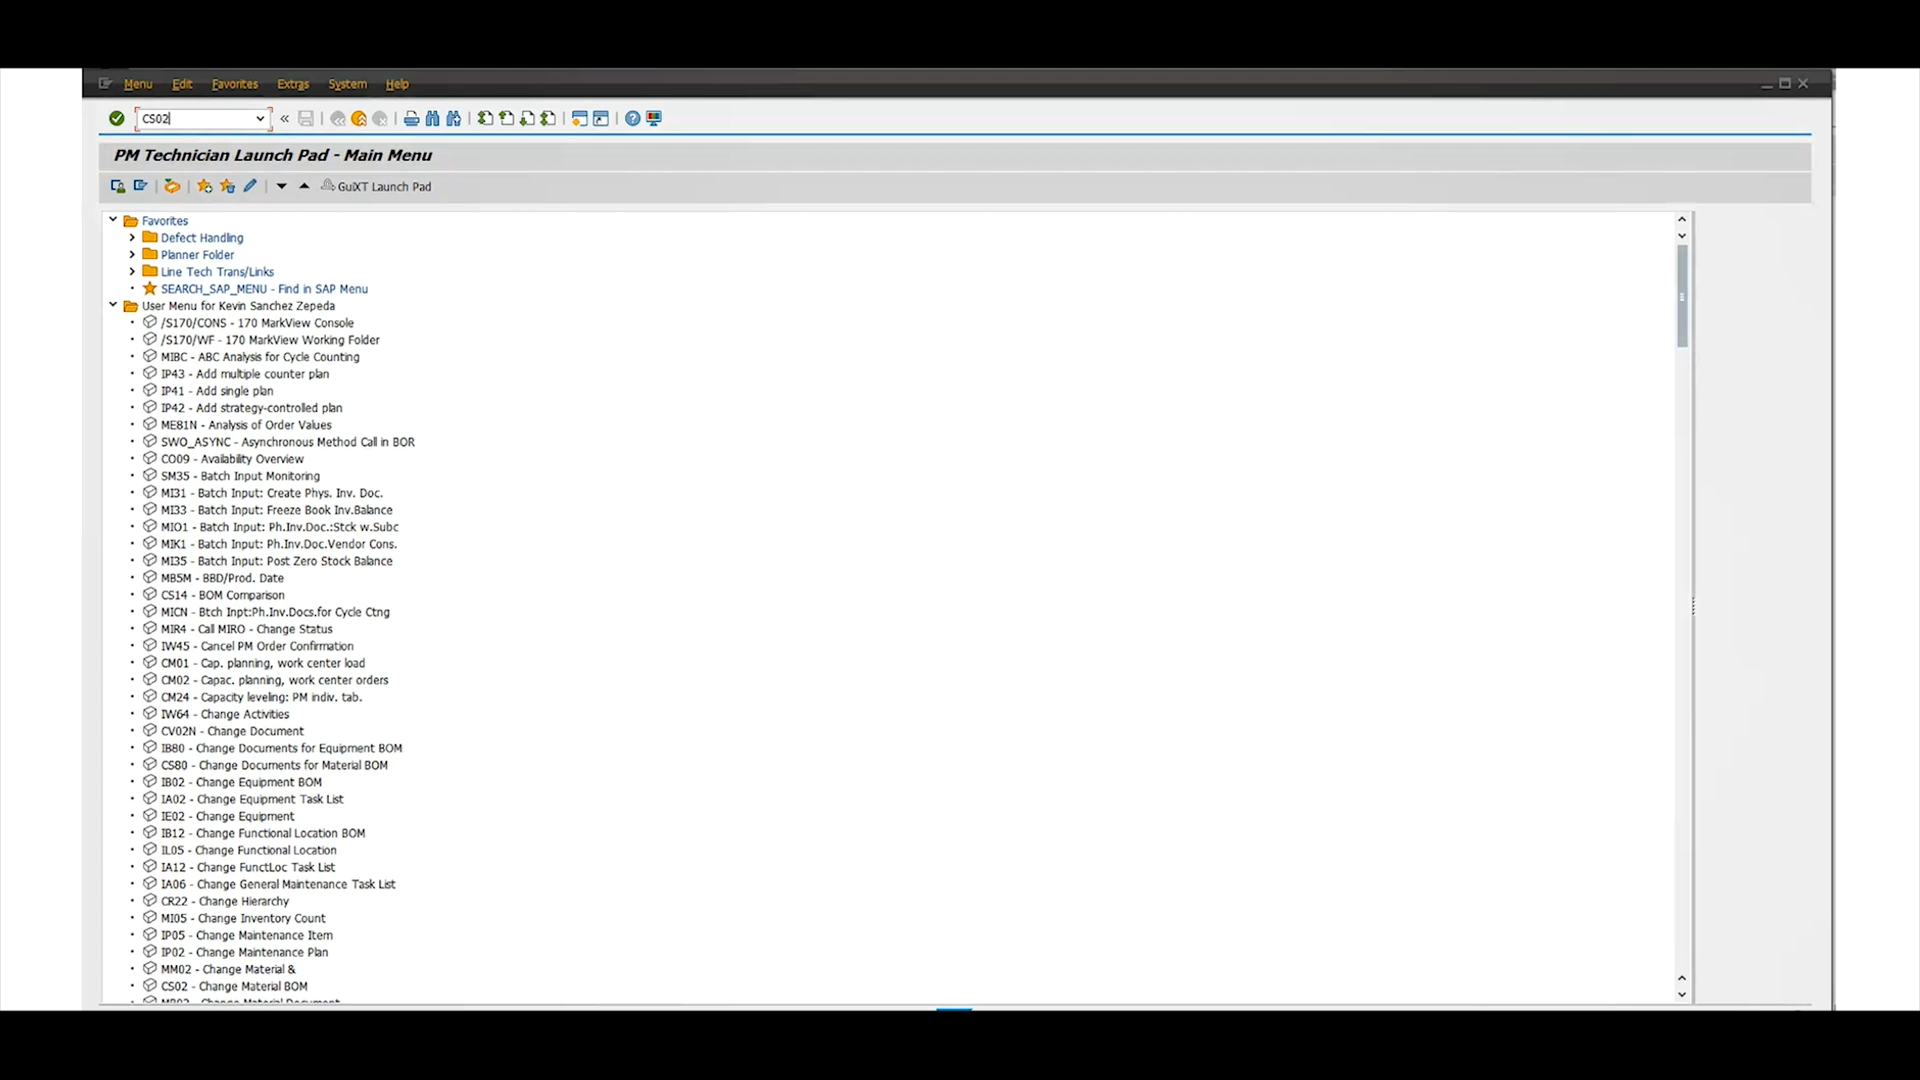 Menu Edit Favorites Extras System Help
CS02
PM Technician Launch Pad - Main Menu
GuiXT Launch Pad
Favorites
Defect Handling
Planner Folder
Line Tech Trans/Links
SEARCH_SAP_MENU - Find in SAP Menu
User Menu for Kevin Sanchez Zepeda
/S170/CONS - 170 MarkView Console
/S170/WF - 170 MarkView Working Folder
MIBC - ABC Analysis for Cycle Counting
IP43 - Add multiple counter plan
IP41 - Add single plan
IP42 - Add strategy-controlled plan
ME81N - Analysis of Order Values
SWO_ASYNC - Asynchronous Method Call in BOR
CO09 - Availability Overview
SM35 - Batch Input Monitoring
MI31 - Batch Input: Create Phys. Inv. Doc.
MI33 - Batch Input: Freeze Book Inv.Balance
MIO1 - Batch Input: Ph.Inv.Doc.:Stck w.Subc
MIK1 - Batch Input: Ph.Inv.Doc.Vendor Cons.
MI35 - Batch Input: Post Zero Stock Balance
MB5M - BBD/Prod. Date
CS14 - BOM Comparison
MICN - Btch Inpt:Ph.Inv.Docs.for Cycle Ctng
MIR4 - Call MIRO - Change Status
IW45 - Cancel PM Order Confirmation
CM01 - Cap. planning, work center load
CM02 - Capac. planning, work center orders
CM24 - Capacity leveling: PM indiv. tab.
IW64 - Change Activities
CV02N - Change Document
IB80 - Change Documents for Equipment BOM
CS80 - Change Documents for Material BOM
IB02 - Change Equipment BOM
IA02 - Change Equipment Task List
IE02 - Change Equipment
IB12 - Change Functional Location BOM
IL05 - Change Functional Location
IA12 - Change FunctLoc Task List
IA06 - Change General Maintenance Task List
CR22 - Change Hierarchy
MI05 - Change Inventory Count
IP05 - Change Maintenance Item
IP02 - Change Maintenance Plan
MM02 - Change Material &
CS02 - Change Material BOM
MB02 - Change Material Document